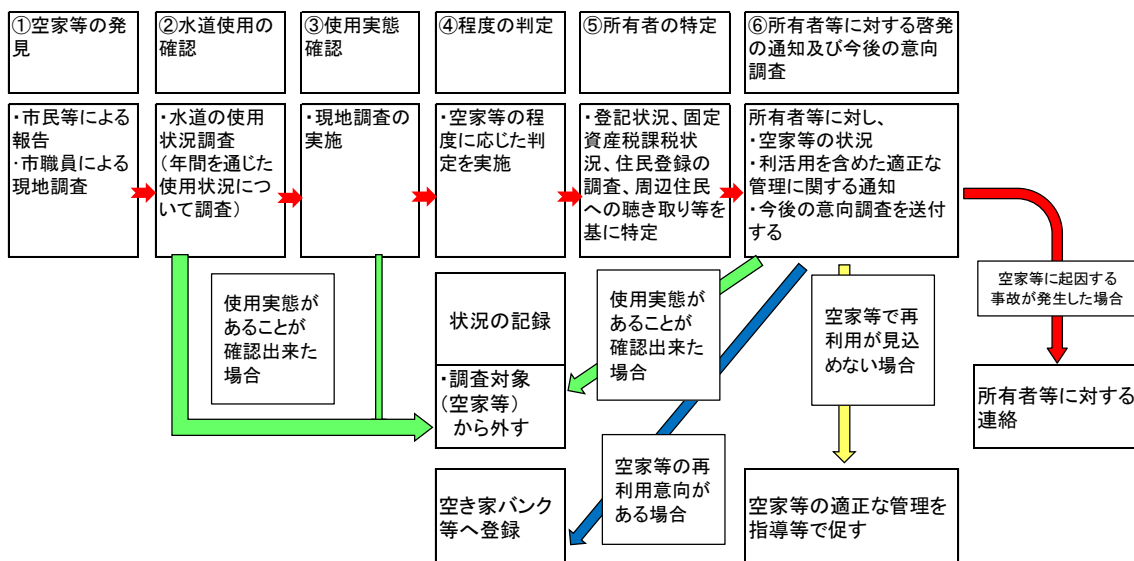 ①空家等の発
見
②水道使用の
確認
③使用実態
確認
④程度の判定
⑤所有者の特定
⑥所有者等に対する啓発
の通知及び今後の意向
調査
・市民等による
報告
・市職員による
現地調査
・水道の使用
状況調査
（年間を通じた
使用状況につ
いて調査）
・現地調査の
実施
・空家等の程
度に応じた判
定を実施
・登記状況、固定
資産税課税状
況、住民登録の
調査、周辺住民
への聴き取り等を
基に特定
所有者等に対し、
・空家等の状況
・利活用を含めた適正な
管理に関する通知
・今後の意向調査を送付
する
使用実態が
あることが
確認出来た
場合
状況の記録
・調査対象
（空家等）
から外す
使用実態が
あることが
確認出来た
場合
空家等で再
利用が見込
めない場合
空家等に起因する
事故が発生した場合
所有者等に対する
連絡
空き家バンク
等へ登録
空家等の再
利用意向が
ある場合
空家等の適正な管理を
指導等で促す